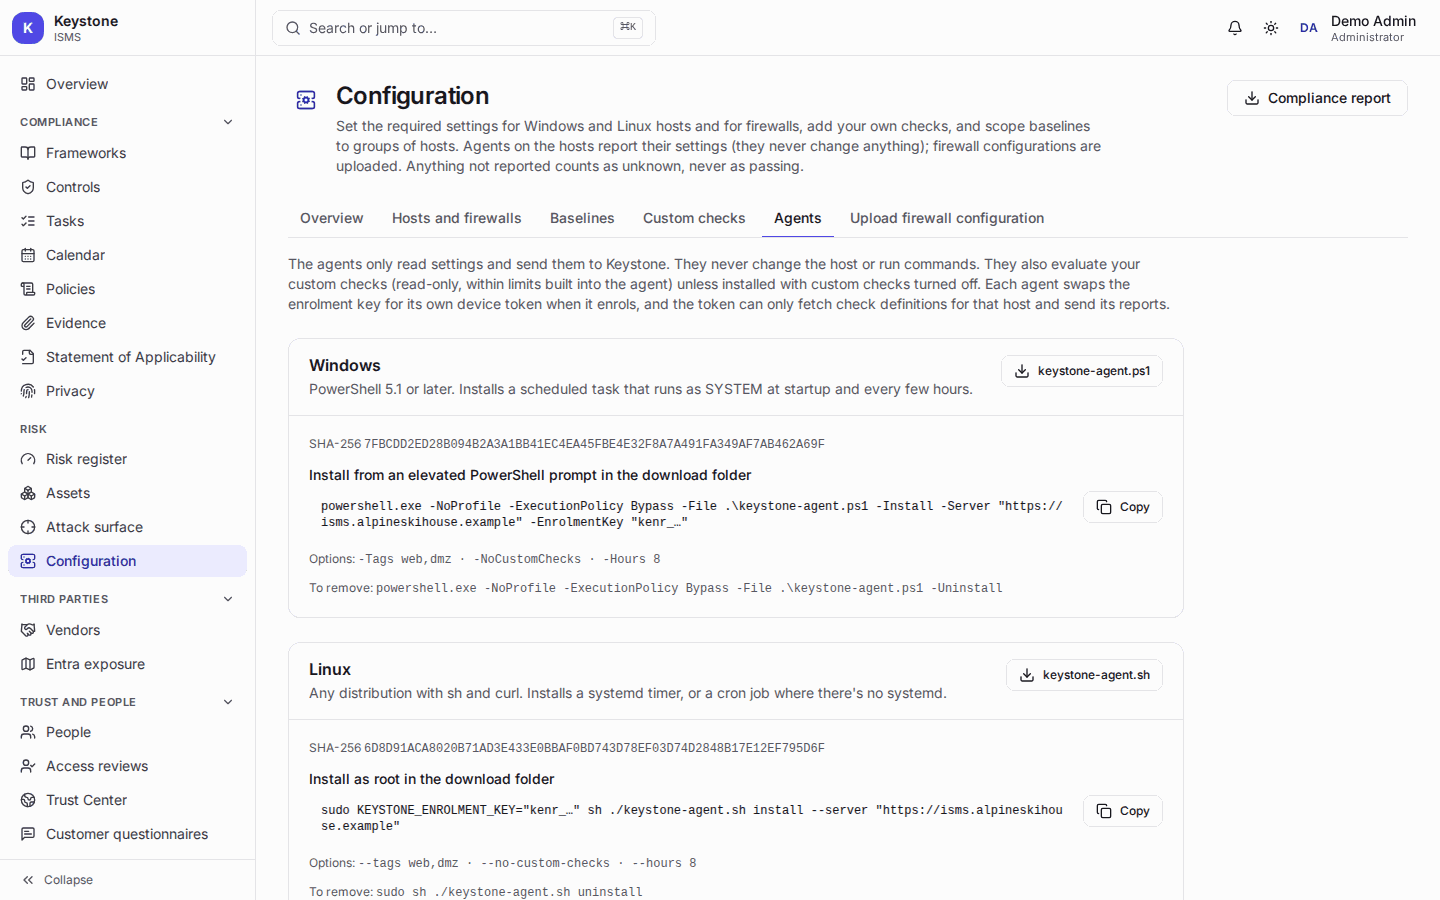 K
Keystone
ISMS
Search or jump to...
⌘K
DA
Demo Admin
Administrator
Overview
COMPLIANCE
Frameworks
Controls
Tasks
Calendar
Policies
Evidence
Statement of Applicability
Privacy
RISK
Risk register
Assets
Attack surface
Configuration
THIRD PARTIES
Vendors
Entra exposure
TRUST AND PEOPLE
People
Access reviews
Trust Center
Customer questionnaires
Collapse
Configuration
Compliance report
Set the required settings for Windows and Linux hosts and for firewalls, add your own checks, and scope baselines
to groups of hosts. Agents on the hosts report their settings (they never change anything); firewall configurations are
uploaded. Anything not reported counts as unknown, never as passing.
Overview
Hosts and firewalls
Baselines
Custom checks
Agents
Upload firewall configuration
The agents only read settings and send them to Keystone. They never change the host or run commands. They also evaluate your
custom checks (read-only, within limits built into the agent) unless installed with custom checks turned off. Each agent swaps the
enrolment key for its own device token when it enrols, and the token can only fetch check definitions for that host and send its reports.
Windows
PowerShell 5.1 or later. Installs a scheduled task that runs as SYSTEM at startup and every few hours.
keystone-agent.ps1
SHA-256 7FBCDD2ED28B094B2A3A1BB41EC4EA45FBE4E32F8A7A491FA349AF7AB462A69F
Install from an elevated PowerShell prompt in the download folder
powershell.exe -NoProfile -ExecutionPolicy Bypass -File .\keystone-agent.ps1 -Install -Server "https://
isms.alpineskihouse.example" -EnrolmentKey "kenr_…"
Copy
Options: -Tags web,dmz · -NoCustomChecks · -Hours 8
To remove: powershell.exe -NoProfile -ExecutionPolicy Bypass -File .\keystone-agent.ps1 -Uninstall
Linux
Any distribution with sh and curl. Installs a systemd timer, or a cron job where there's no systemd.
keystone-agent.sh
SHA-256 6D8D91ACA8020B71AD3E433E0BBAF0BD743D78EF03D74D2848B17E12EF795D6F
Install as root in the download folder
sudo KEYSTONE_ENROLMENT_KEY="kenr_…" sh ./keystone-agent.sh install --server "https://isms.alpineskihou
se.example"
Copy
Options: --tags web,dmz · --no-custom-checks · --hours 8
To remove: sudo sh ./keystone-agent.sh uninstall